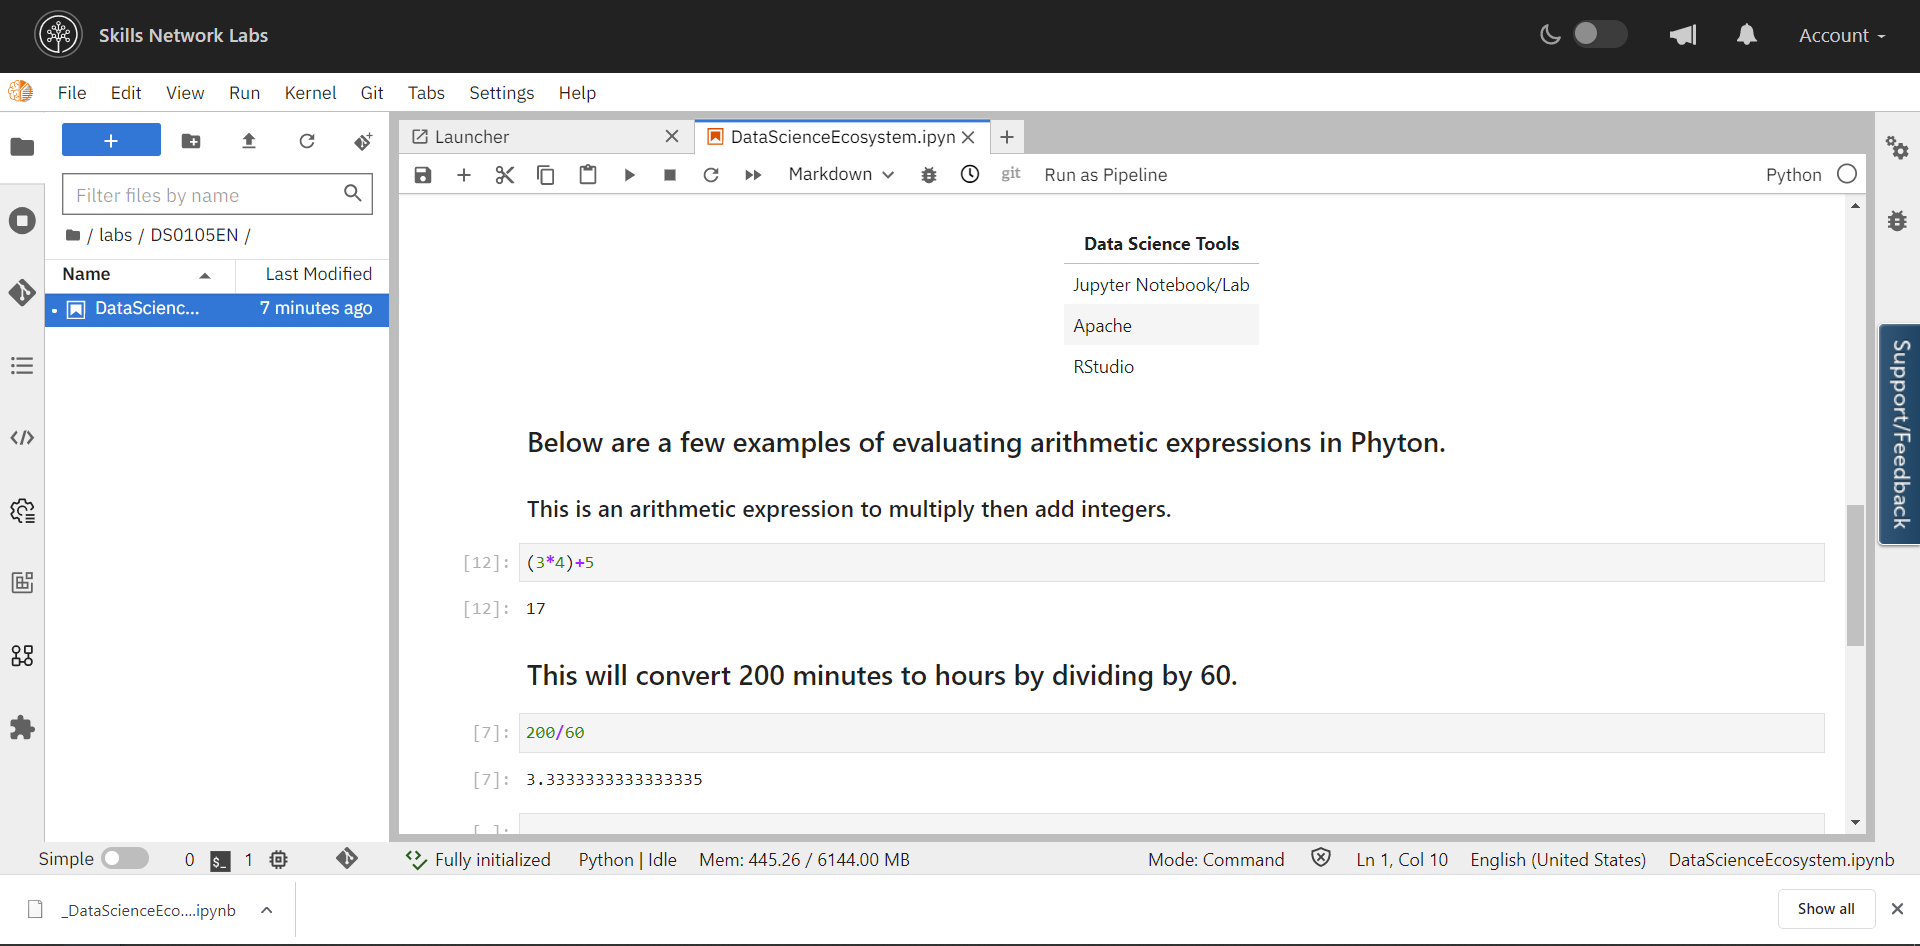 Skills Network Labs
Account
File Edit View Run Kernel Git Tabs Settings Help
+
Filter files by name
/ labs / DS0105EN /
Name Last Modified
DataScienc... 7 minutes ago
Launcher
DataScienceEcosystem.ipyn
Markdown
git
Run as Pipeline
Python
Data Science Tools
Jupyter Notebook/Lab
Apache
RStudio
Below are a few examples of evaluating arithmetic expressions in Phyton.
This is an arithmetic expression to multiply then add integers.
[12]: (3*4)+5
[12]: 17
This will convert 200 minutes to hours by dividing by 60.
[7]: 200/60
[7]: 3.3333333333333335
[ ]:
Support/Feedback
Simple 0 $_ 1 Fully initialized Python | Idle Mem: 445.26 / 6144.00 MB Mode: Command Ln 1, Col 10 English (United States) DataScienceEcosystem.ipynb
_DataScienceEco....ipynb
Show all